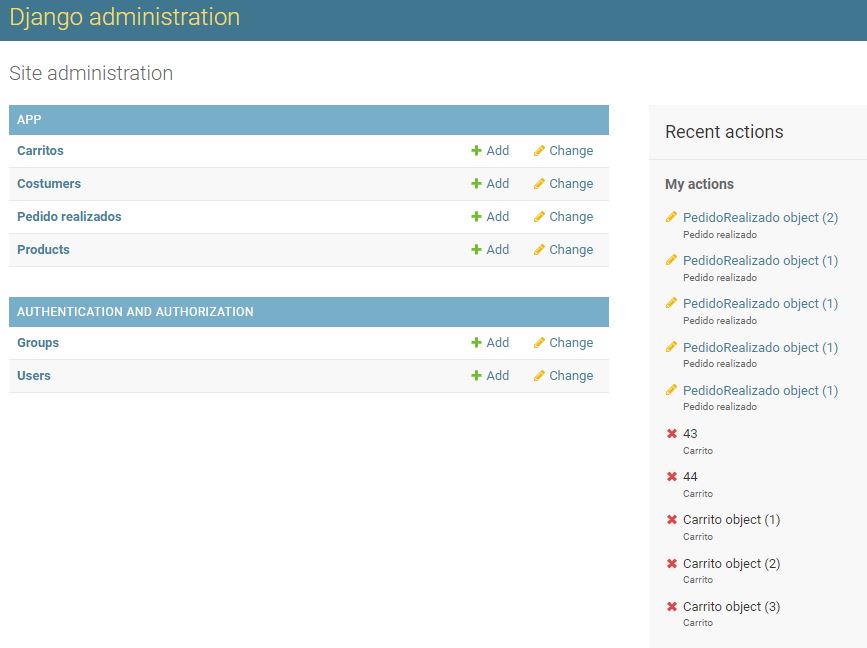 Django administration
Site administration
APP
Carritos Add Change
Costumers Add Change
Pedido realizados Add Change
Products Add Change
AUTHENTICATION AND AUTHORIZATION
Groups Add Change
Users Add Change
Recent actions
My actions
PedidoRealizado object (2)
Pedido realizado
PedidoRealizado object (1)
Pedido realizado
PedidoRealizado object (1)
Pedido realizado
PedidoRealizado object (1)
Pedido realizado
PedidoRealizado object (1)
Pedido realizado
43
Carrito
44
Carrito
Carrito object (1)
Carrito
Carrito object (2)
Carrito
Carrito object (3)
Carrito